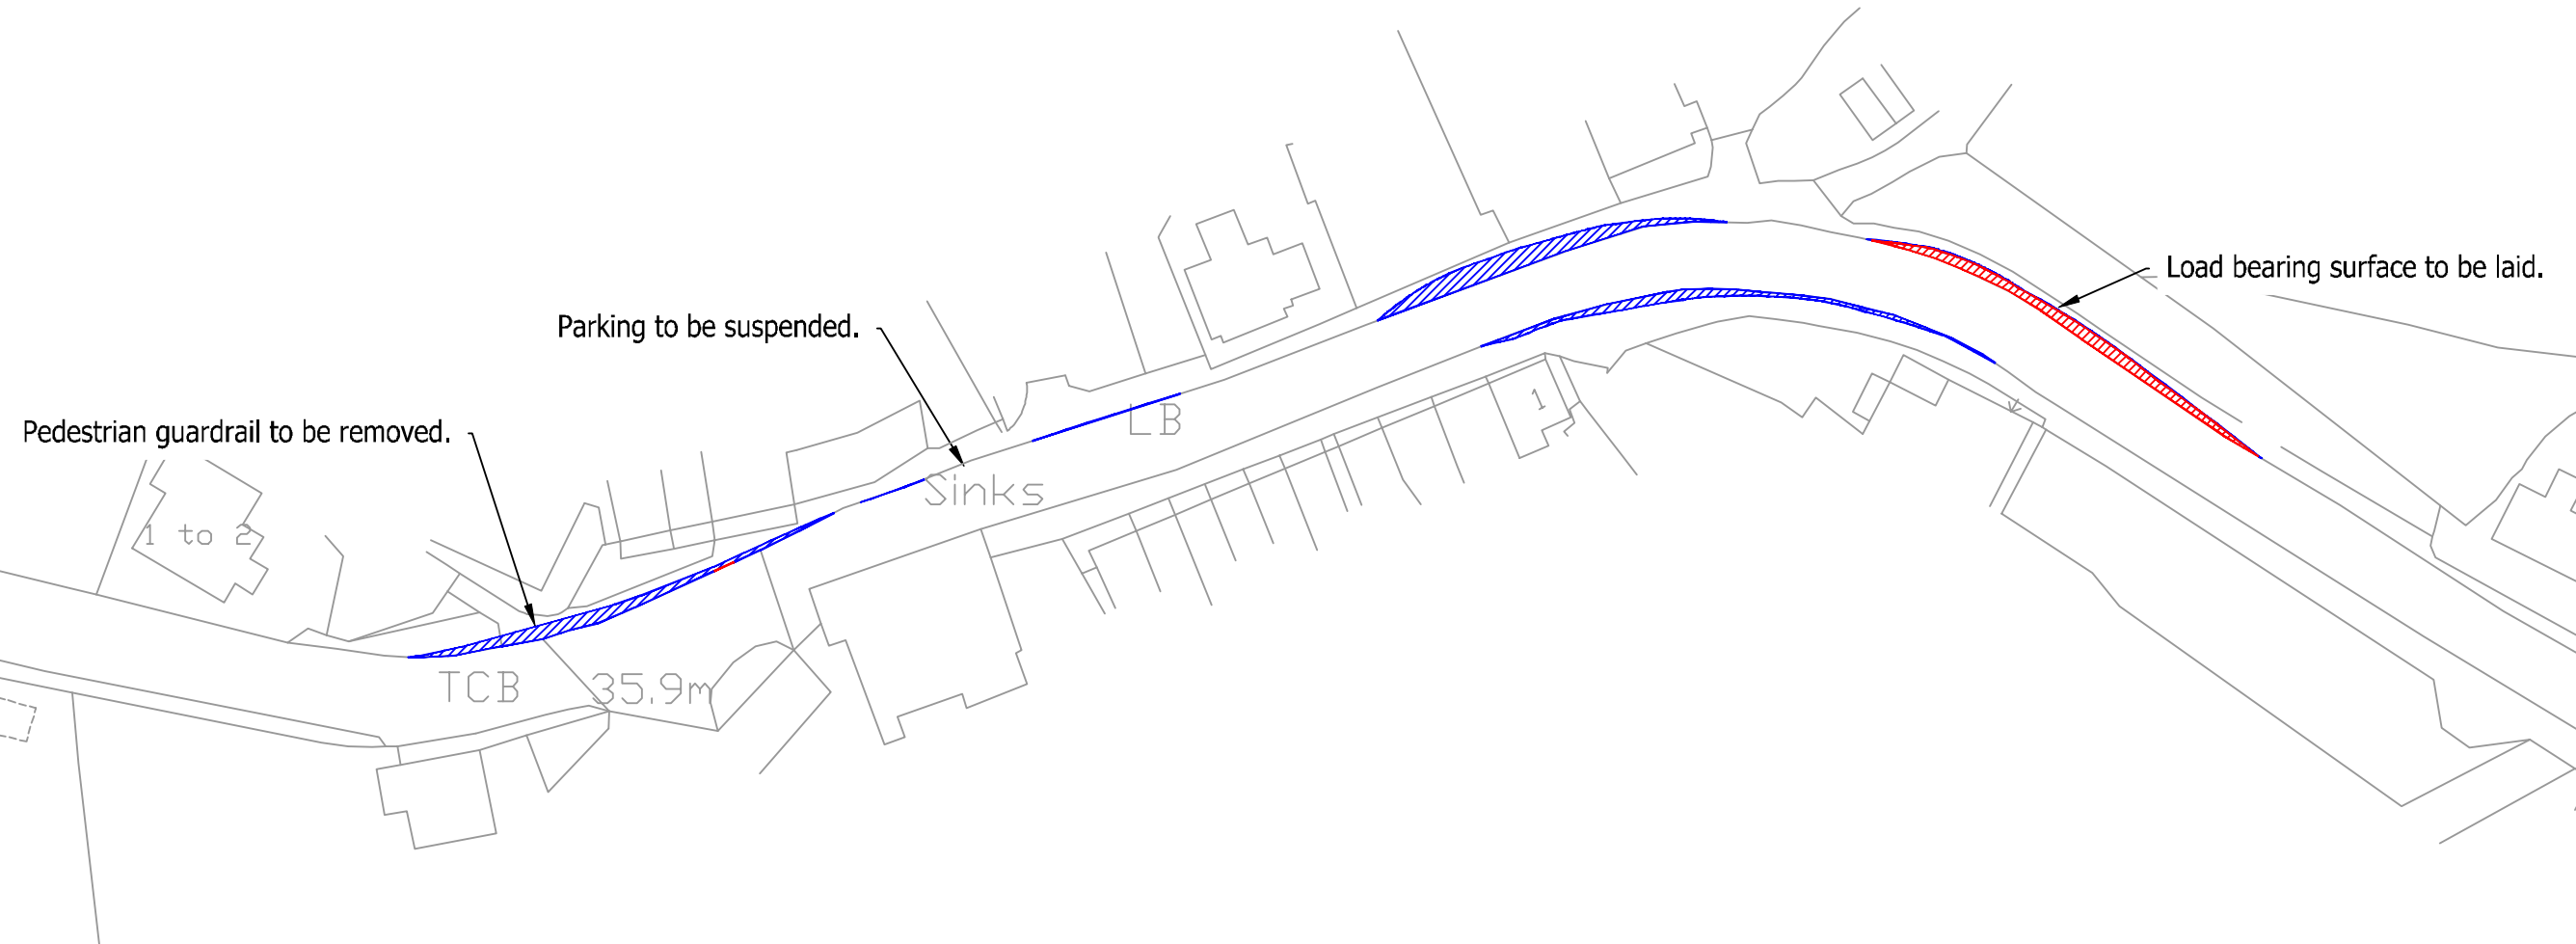 Load bearing surface to be laid.
Parking to be suspended.
LB
1
Pedestrian guardrail to be removed.
Sinks
1 to 2
TCB
35.9m